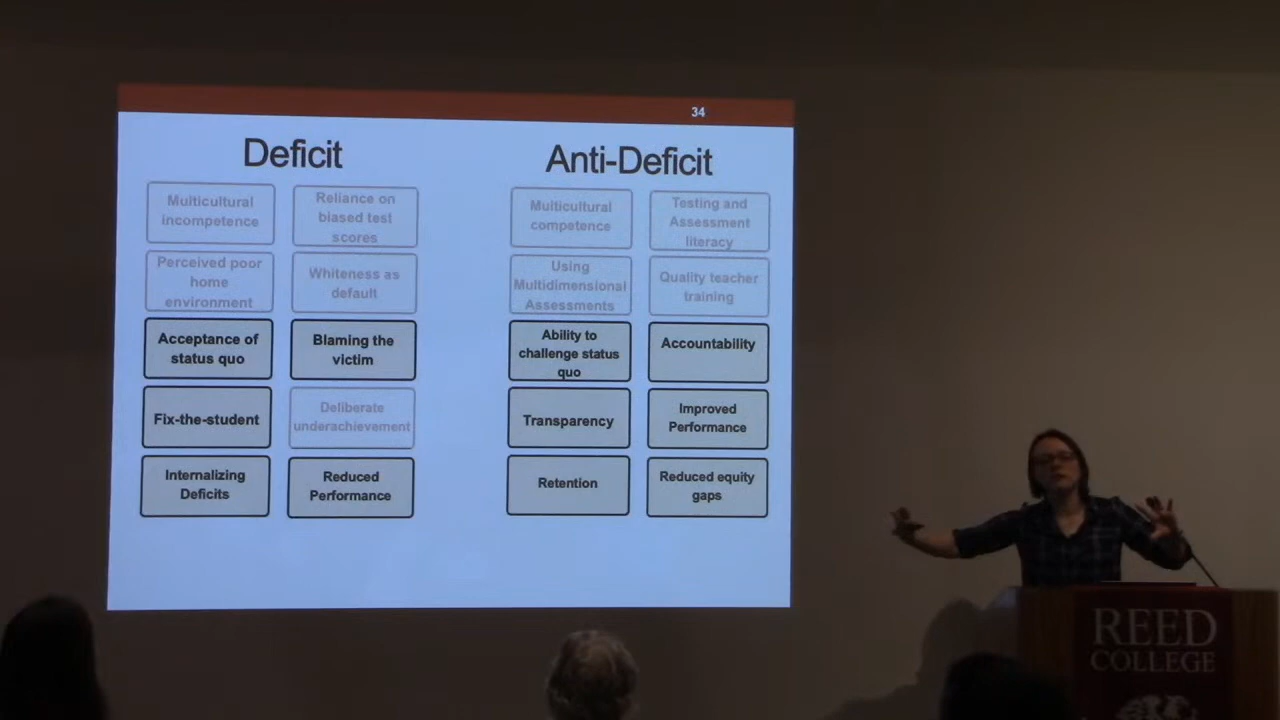 34
Deficit
Anti-Deficit
Multicultural
incompetence
Reliance on
biased test
scores
Perceived poor
home
environment
Whiteness as
default
Acceptance of
status quo
Blaming the
victim
Fix-the-student
Deliberate
underachievement
Internalizing
Deficits
Reduced
Performance
Multicultural
competence
Testing and
Assessment
literacy
Using
Multidimensional
Assessments
Quality teacher
training
Ability to
challenge status
quo
Accountability
Transparency
Improved
Performance
Retention
Reduced equity
gaps
REED
COLLEGE